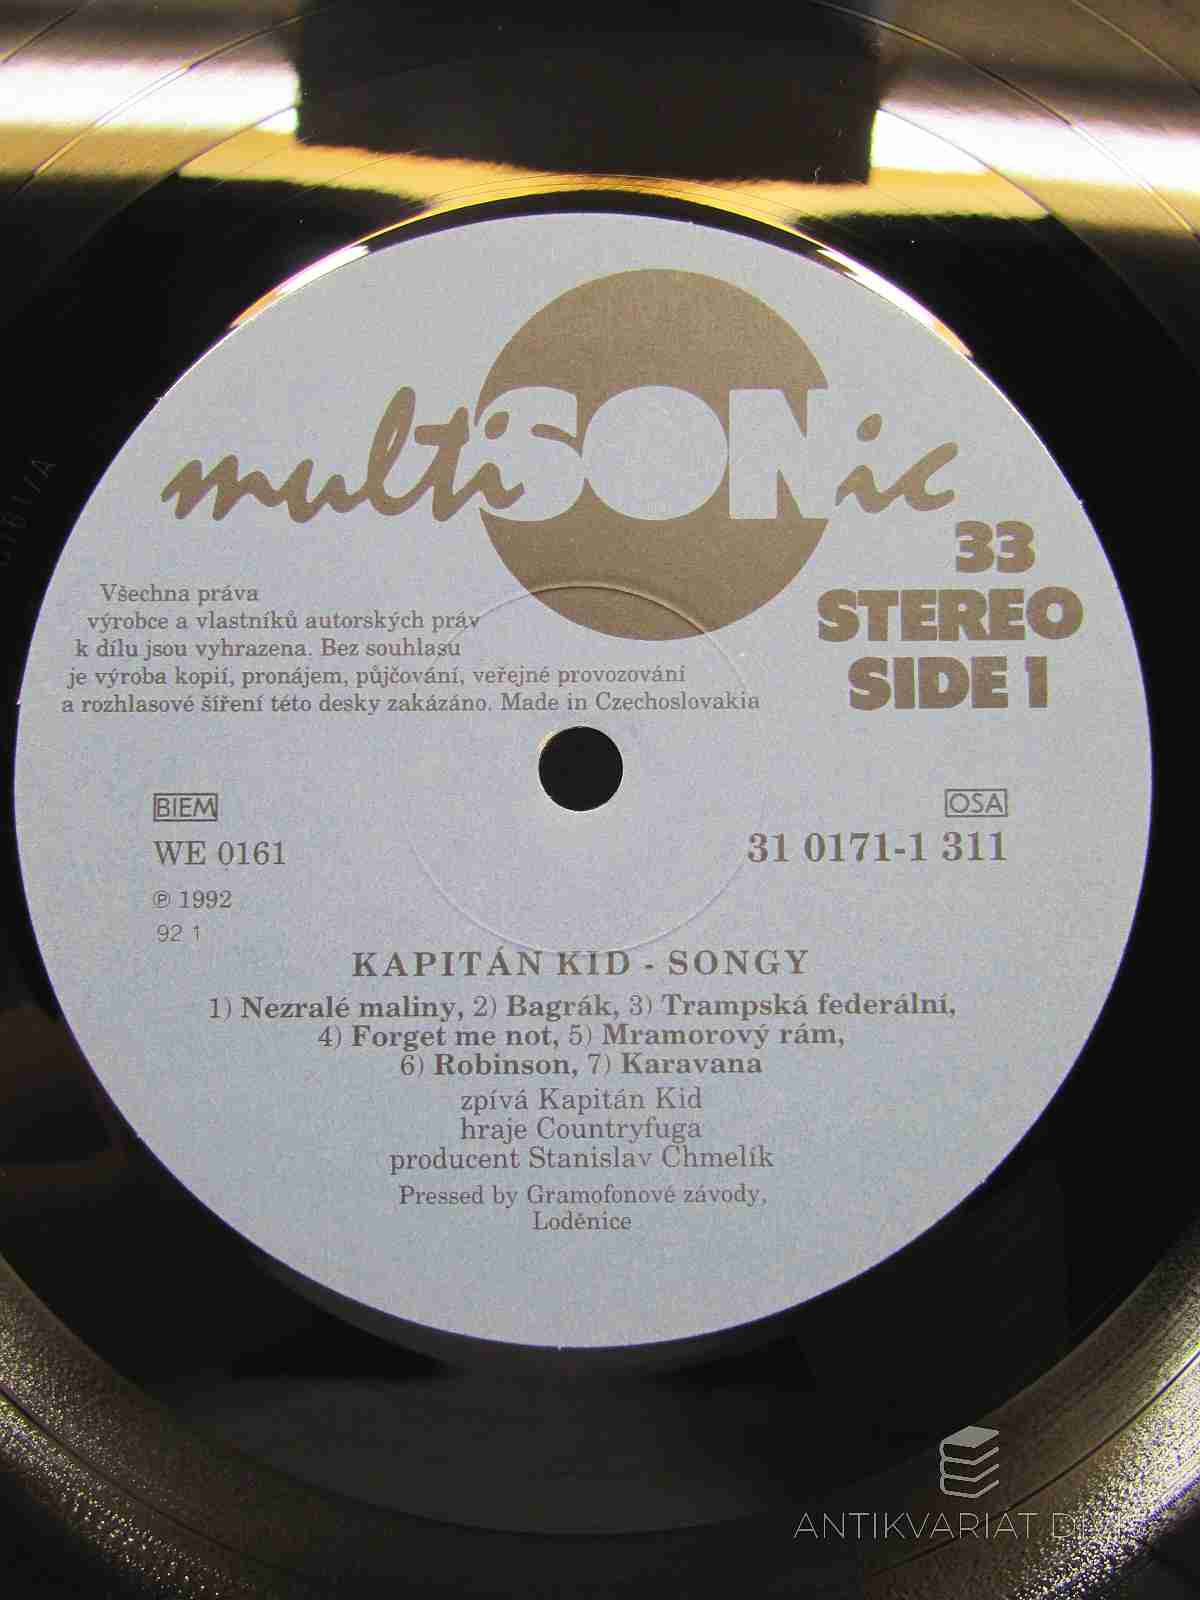 multiSONic
33
STEREO
SIDE 1
Všechna práva
výrobce a vlastníků autorských práv
k dílu jsou vyhrazena. Bez souhlasu
je výroba kopií, pronájem, půjčování, veřejné provozování
a rozhlasové šíření této desky zakázáno. Made in Czechoslovakia
BIEM
OSA
WE 0161
31 0171-1 311
℗ 1992
92 1
KAPITÁN KID - SONGY
1) Nezralé maliny, 2) Bagrák, 3) Trampská federální,
4) Forget me not, 5) Mramorový rám,
6) Robinson, 7) Karavana
zpívá Kapitán Kid
hraje Countryfuga
producent Stanislav Chmelík
Pressed by Gramofonové závody,
Loděnice
ANTIKVARIAT